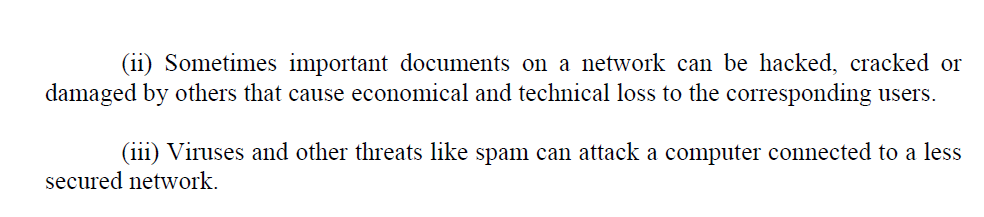 (ii) Sometimes important documents on a network can be hacked, cracked or
damaged by others that cause economical and technical loss to the corresponding users.
(iii) Viruses and other threats like spam can attack a computer connected to a less
secured network.